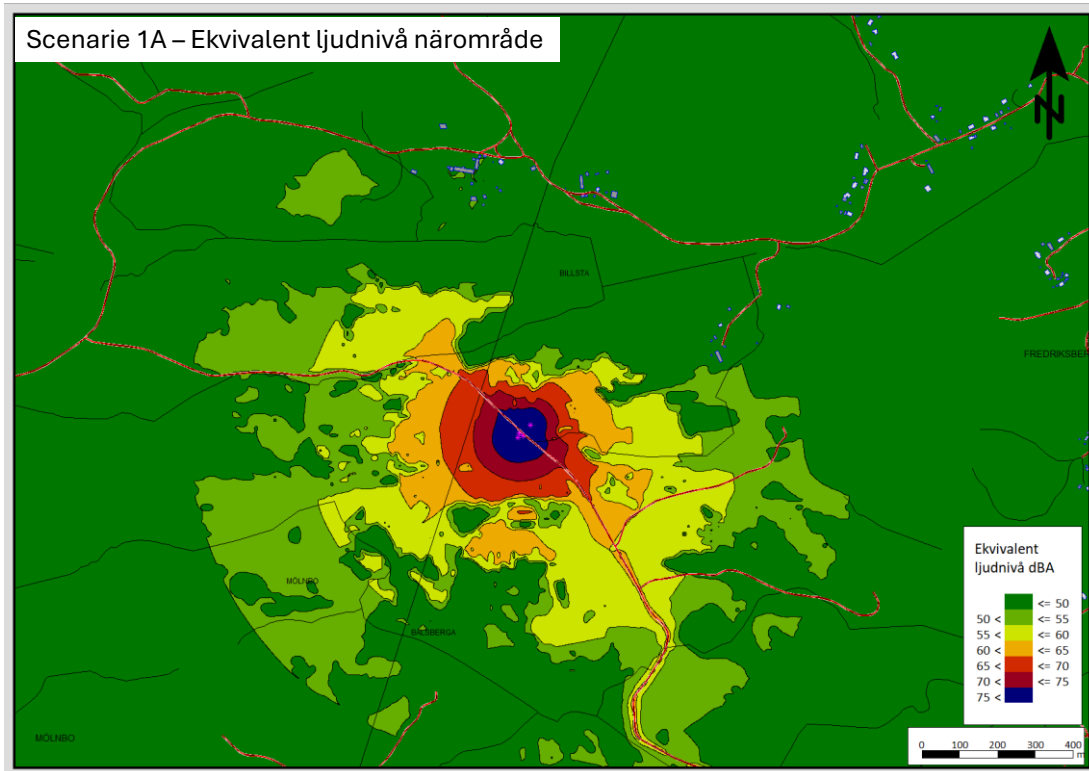 Scenarie 1A – Ekvivalent ljudnivå närområde
N
BILLSTA
FREDRIKSBER
MÖLNBO
BALSBERGA
MÖLNBO
Ekvivalent
ljudnivå dBA
<= 50
50 < <= 55
55 < <= 60
60 < <= 65
65 < <= 70
70 < <= 75
75 <
0 100 200 300 400
m